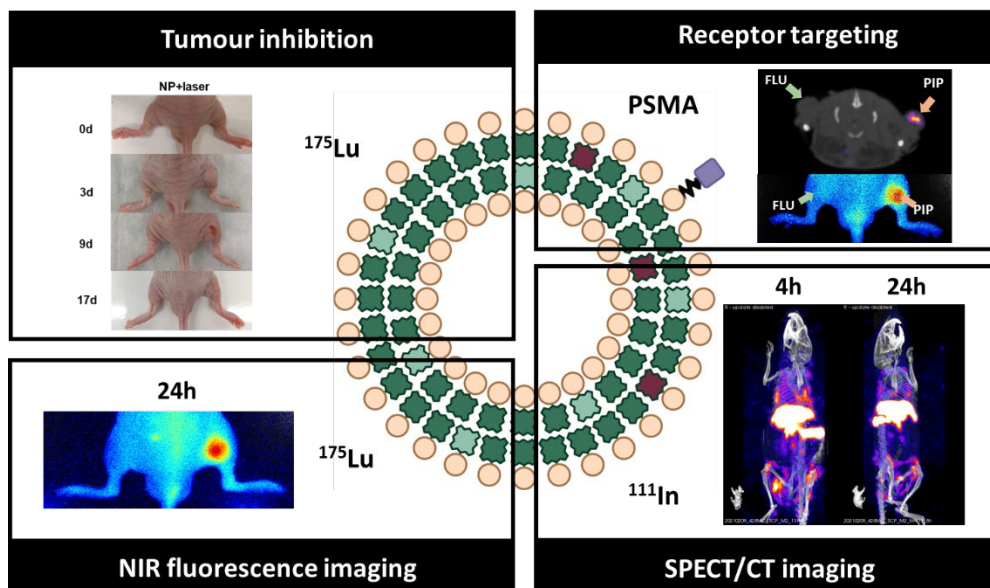 Tumour inhibition
NP+laser
0d
3d
9d
17d
¹⁷⁵Lu
Receptor targeting
PSMA
FLU
PIP
FLU
PIP
24h
¹⁷⁵Lu
NIR fluorescence imaging
4h
24h
¹¹¹In
SPECT/CT imaging